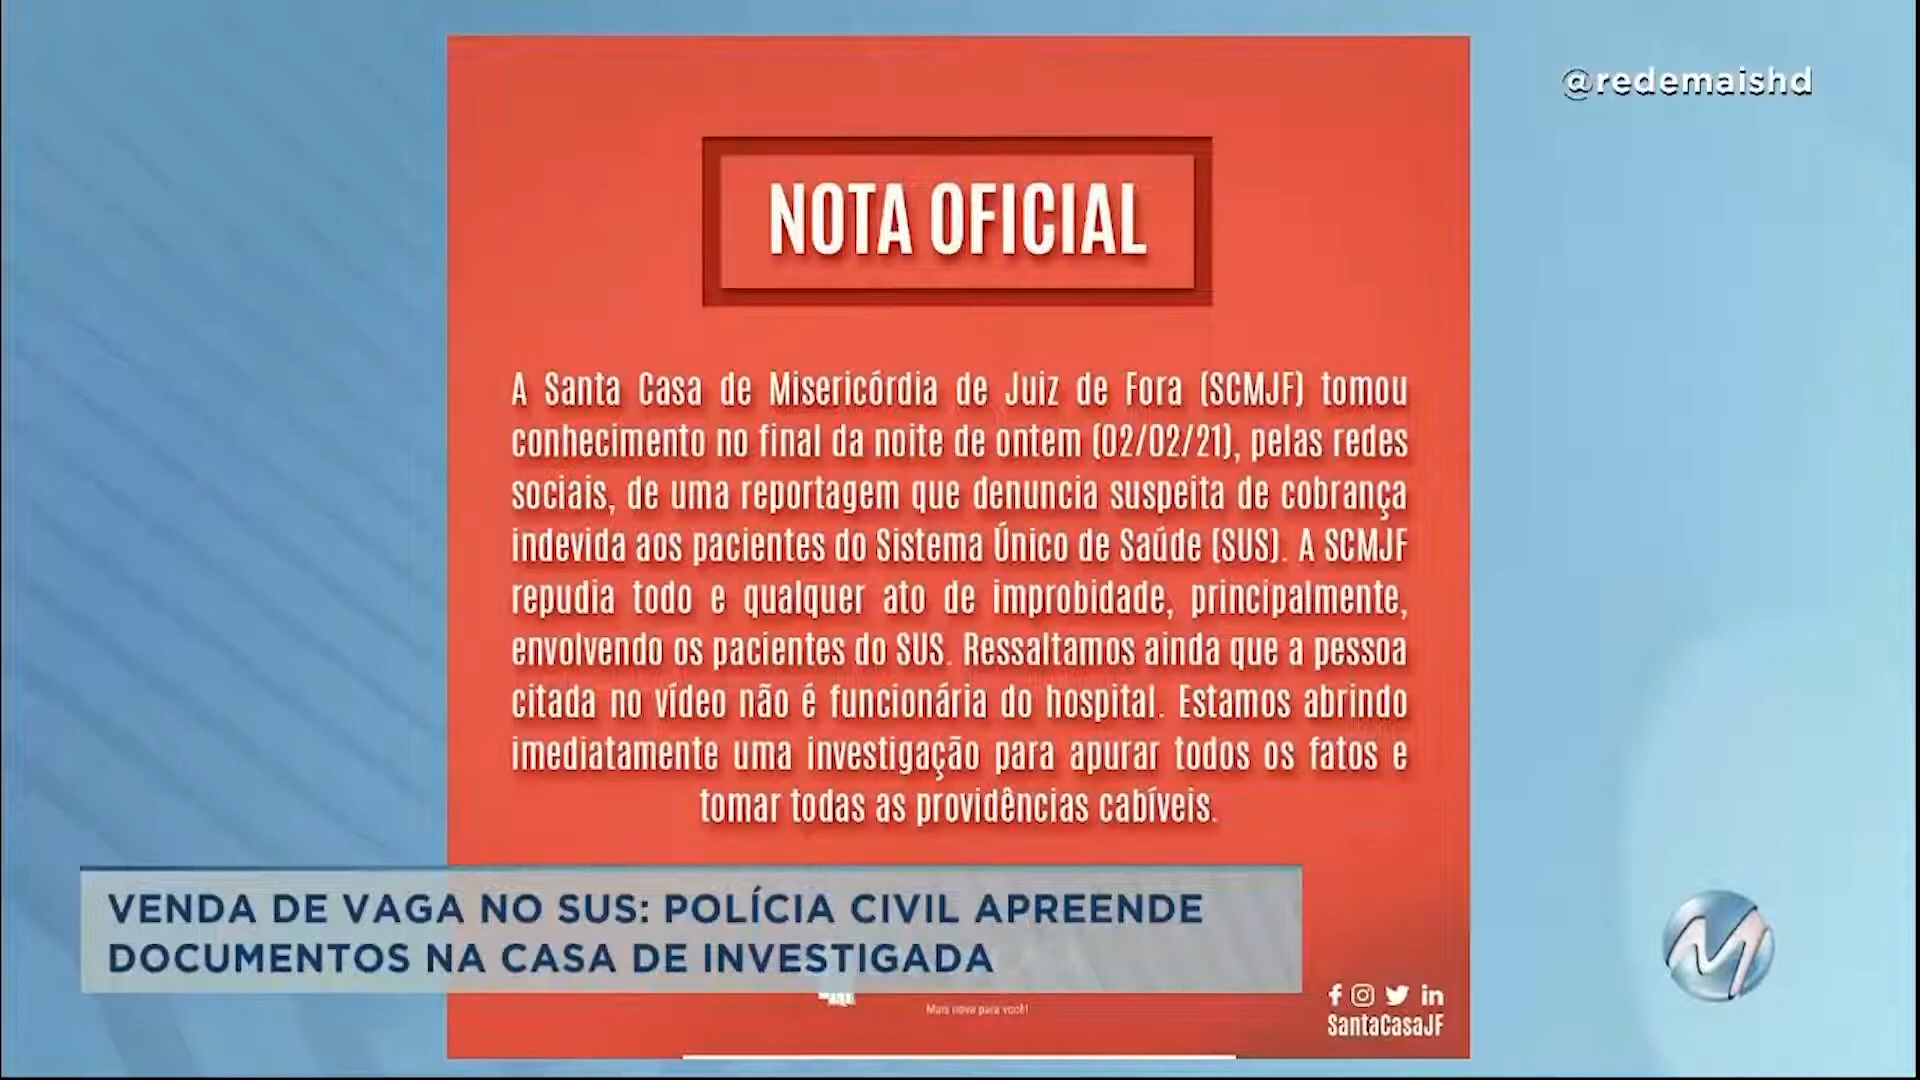 @redemaishd
NOTA OFICIAL
A Santa Casa de Misericórdia de Juiz de Fora (SCMJF) tomou
conhecimento no final da noite de ontem (02/02/21), pelas redes
sociais, de uma reportagem que denuncia suspeita de cobrança
indevida aos pacientes do Sistema Único de Saúde (SUS). A SCMJF
repudia todo e qualquer ato de improbidade, principalmente,
envolvendo os pacientes do SUS. Ressaltamos ainda que a pessoa
citada no vídeo não é funcionária do hospital. Estamos abrindo
imediatamente uma investigação para apurar todos os fatos e
tomar todas as providências cabíveis.
VENDA DE VAGA NO SUS: POLÍCIA CIVIL APREENDE
DOCUMENTOS NA CASA DE INVESTIGADA
Mais nova para você!
SantaCasaJF